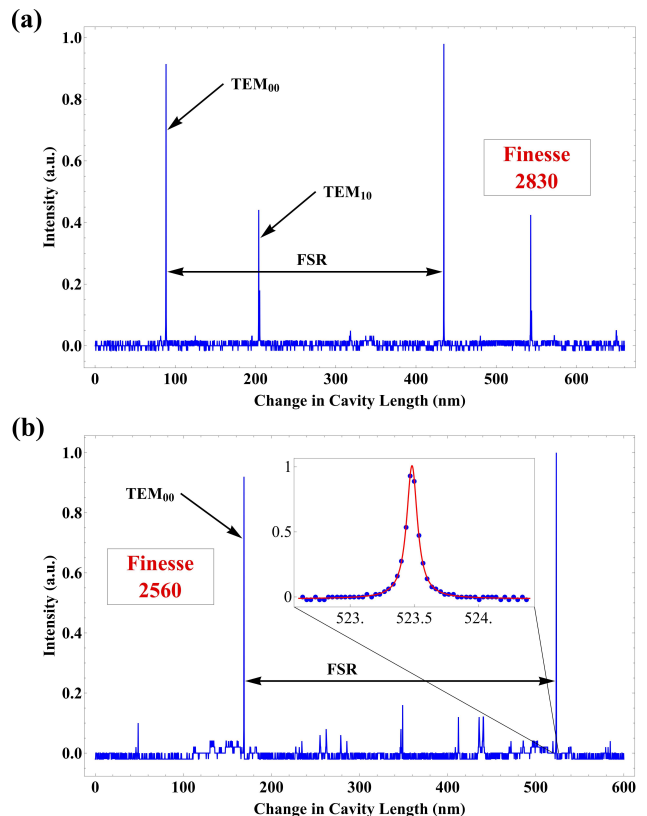 (a)
1.0
0.8
0.6
0.4
0.2
0.0
Intensity (a.u.)
TEM₀₀
TEM₁₀
FSR
Finesse
2830
0 100 200 300 400 500 600
Change in Cavity Length (nm)
(b)
1.0
0.8
0.6
0.4
0.2
0.0
Intensity (a.u.)
TEM₀₀
Finesse
2560
1
0.5
0
523. 523.5 524.
FSR
0 100 200 300 400 500 600
Change in Cavity Length (nm)